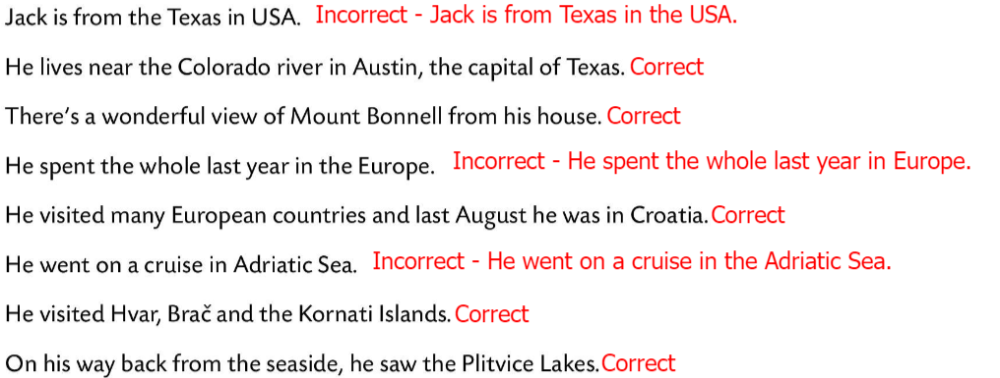 Jack is from the Texas in USA. Incorrect - Jack is from Texas in the USA.
He lives near the Colorado river in Austin, the capital of Texas. Correct
There's a wonderful view of Mount Bonnell from his house. Correct
He spent the whole last year in the Europe. Incorrect - He spent the whole last year in Europe.
He visited many European countries and last August he was in Croatia. Correct
He went on a cruise in Adriatic Sea. Incorrect - He went on a cruise in the Adriatic Sea.
He visited Hvar, Brač and the Kornati Islands. Correct
On his way back from the seaside, he saw the Plitvice Lakes. Correct